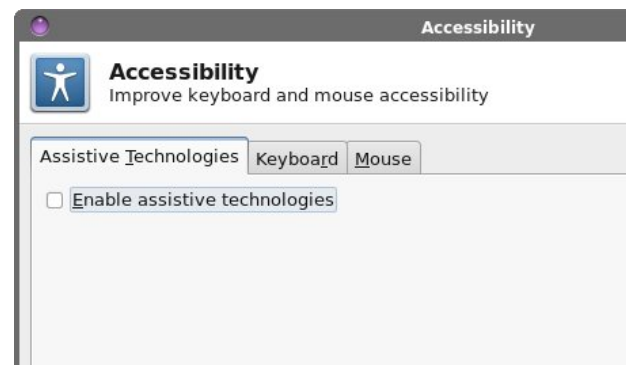 Accessibility
Accessibility
Improve keyboard and mouse accessibility
Assistive Technologies Keyboard Mouse
Enable assistive technologies